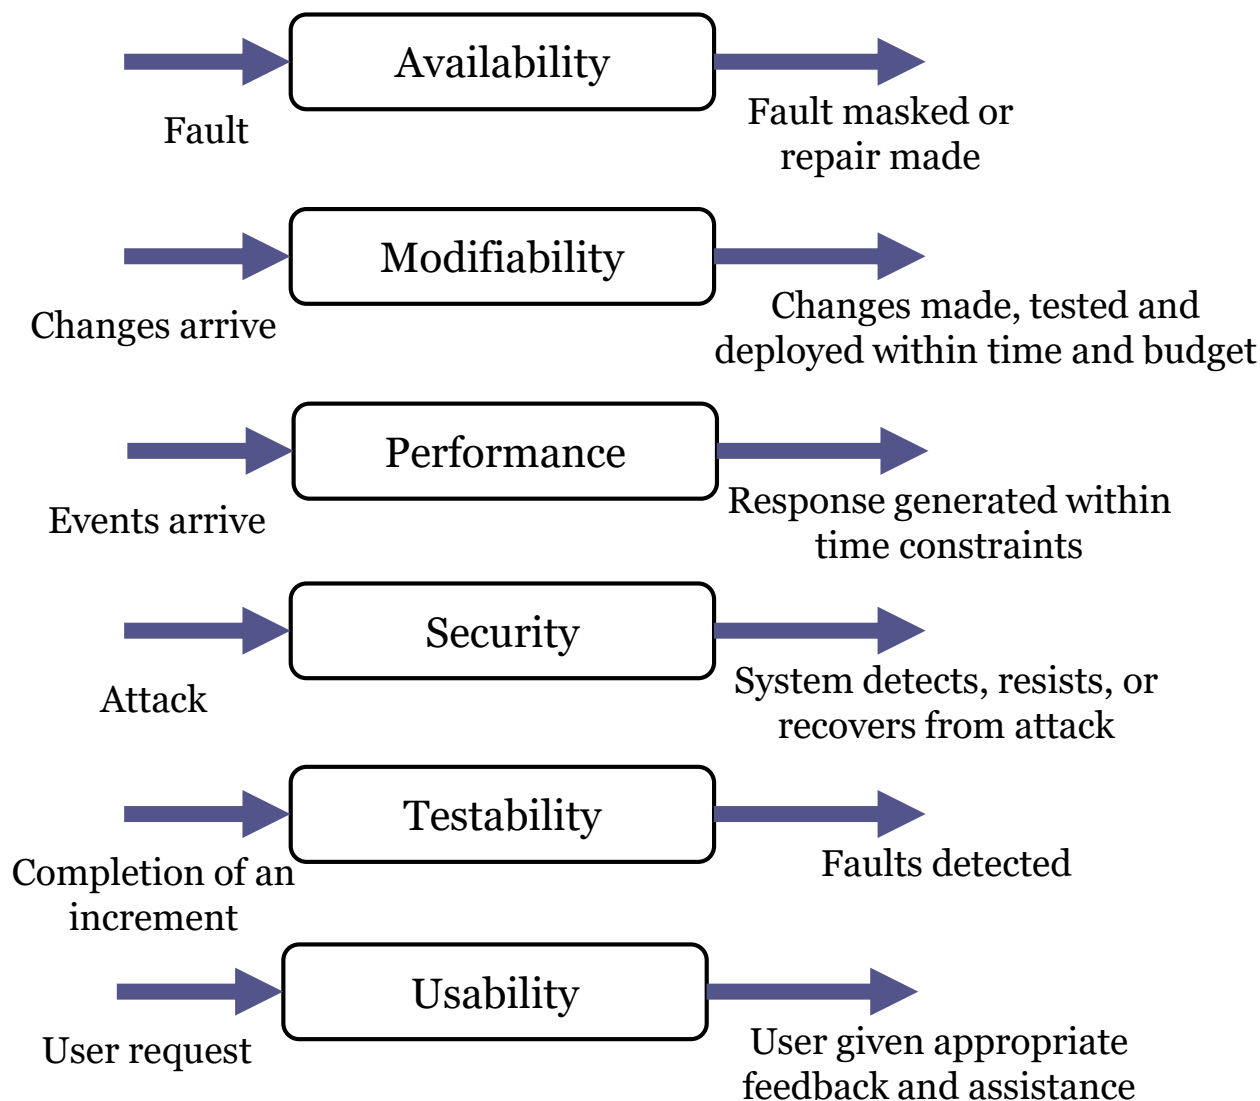 Availability
Fault
Fault masked or
repair made
Modifiability
Changes arrive
Changes made, tested and
deployed within time and budget
Performance
Events arrive
Response generated within
time constraints
Security
Attack
System detects, resists, or
recovers from attack
Testability
Completion of an
increment
Faults detected
Usability
User request
User given appropriate
feedback and assistance